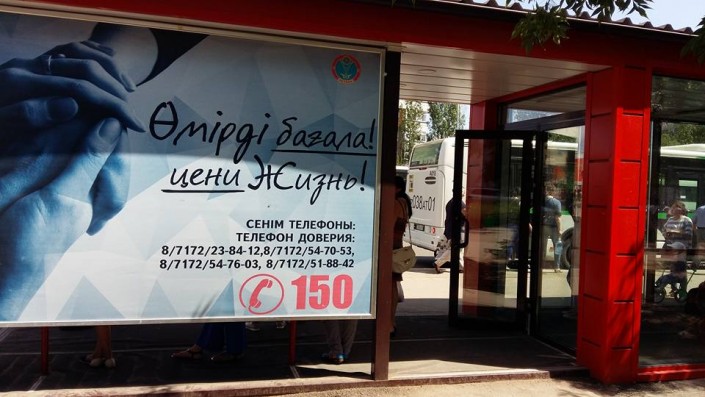 Өмірді бағала!
цени Жизнь!
СЕНІМ ТЕЛЕФОНЫ:
ТЕЛЕФОН ДОВЕРИЯ:
8/7172/23-84-12,8/7172/54-70-53,
8/7172/54-76-03, 8/7172/51-88-42
150
038AT01